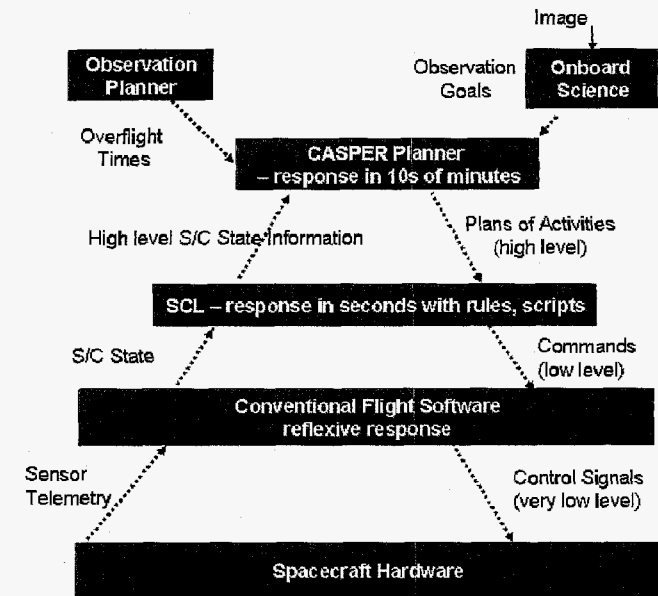 Image
Observation
Planner
Observation
Goals
Onboard
Science
Overflight
Times
CASPER Planner
– response in 10s of minutes
High level S/C State Information
Plans of Activities
(high level)
SCL – response in seconds with rules, scripts
S/C State
Commands
(low level)
Conventional Flight Software
reflexive response
Sensor
Telemetry
Control Signals
(very low level)
Spacecraft Hardware